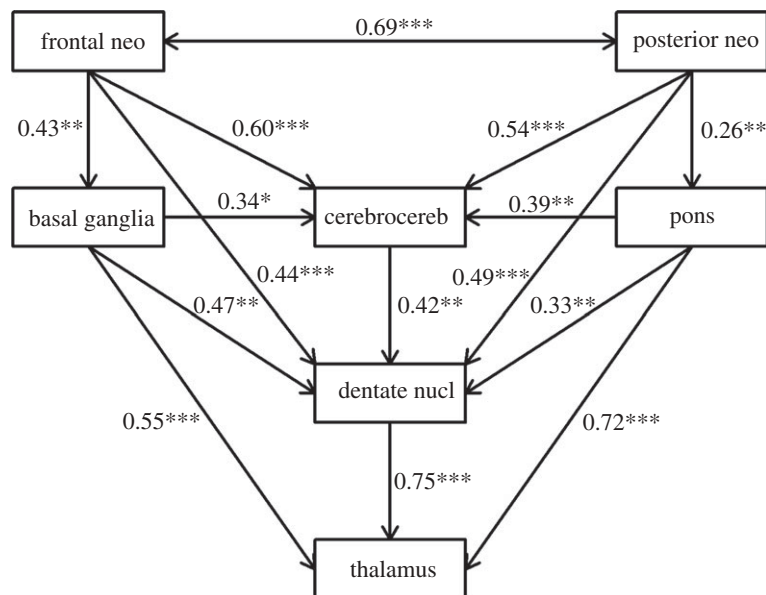 frontal neo
0.69***
posterior neo
0.43**
0.60***
0.54***
0.26**
basal ganglia
0.34*
cerebrocereb
0.39**
pons
0.44***
0.49***
0.47**
0.42**
0.33**
dentate nucl
0.55***
0.72***
0.75***
thalamus